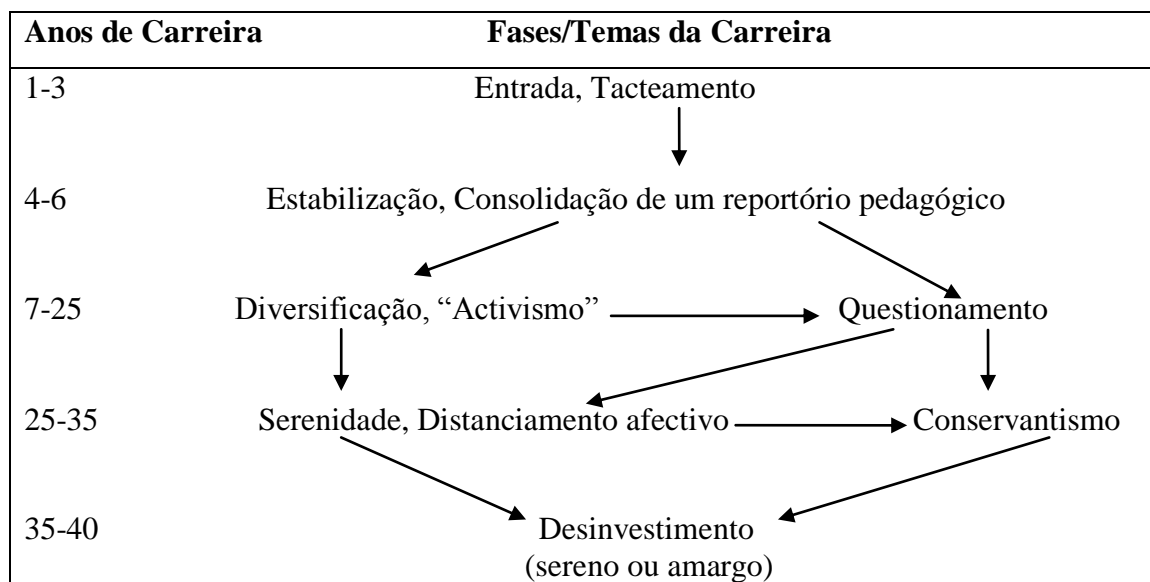 Anos de Carreira Fases/Temas da Carreira
1-3 Entrada, Tacteamento
4-6 Estabilização, Consolidação de um reportório pedagógico
7-25 Diversificação, “Activismo” Questionamento
25-35 Serenidade, Distanciamento afectivo Conservantismo
35-40 Desinvestimento
(sereno ou amargo)